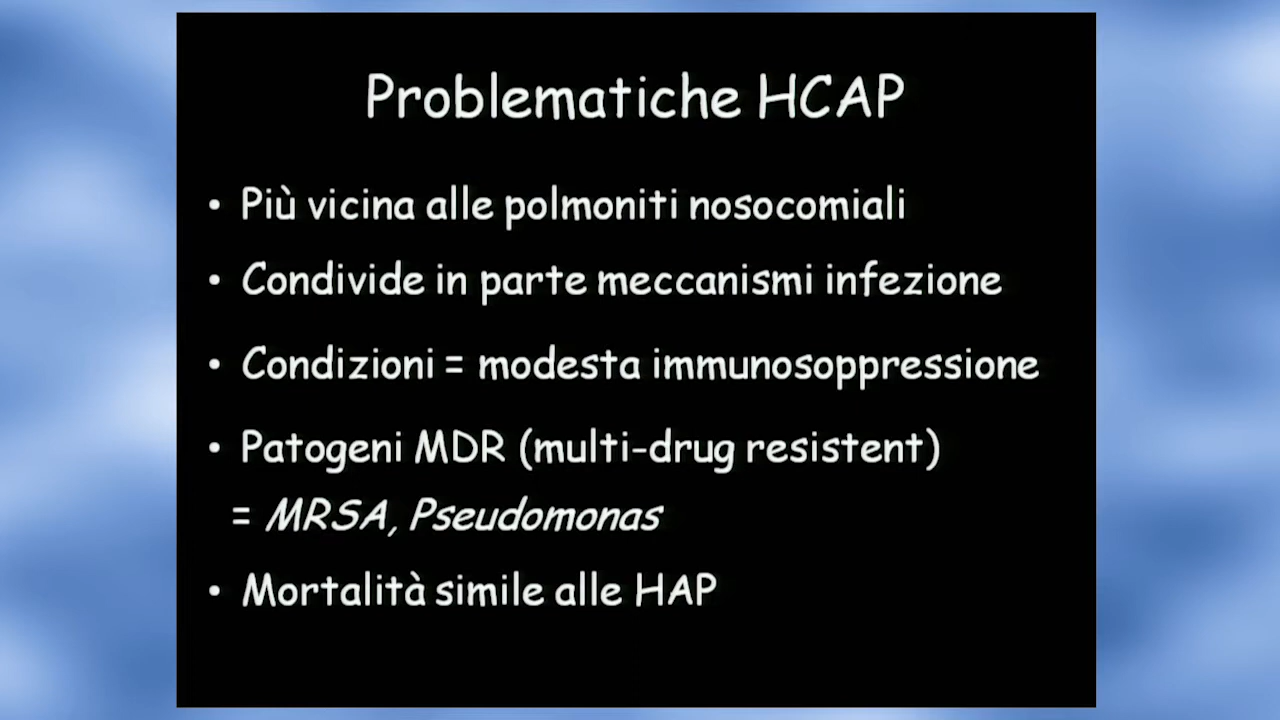 Problematiche HCAP
• Più vicina alle polmoniti nosocomiali
• Condivide in parte meccanismi infezione
• Condizioni = modesta immunosoppressione
• Patogeni MDR (multi-drug resistent)
= MRSA, Pseudomonas
• Mortalità simile alle HAP